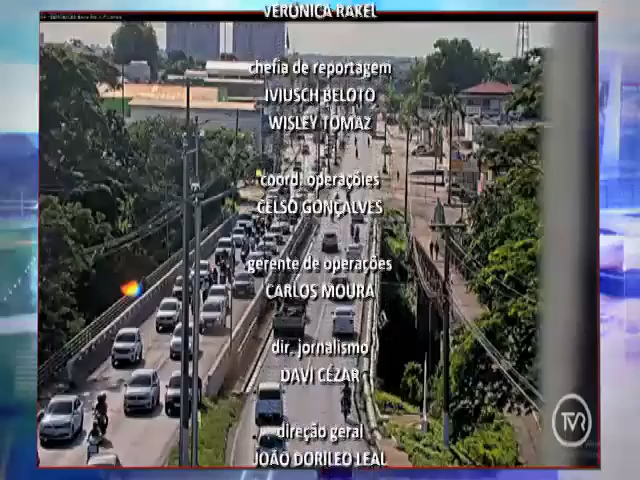 VERÔNICA RAKEL
chefia de reportagem
IVIUSCH BELOTO
WISLEY TOMAZ
coord. operações
CELSO GONÇALVES
gerente de operações
CARLOS MOURA
dir. jornalismo
DAVI CÉZAR
direção geral
JOÃO DORILEO LEAL
TVR